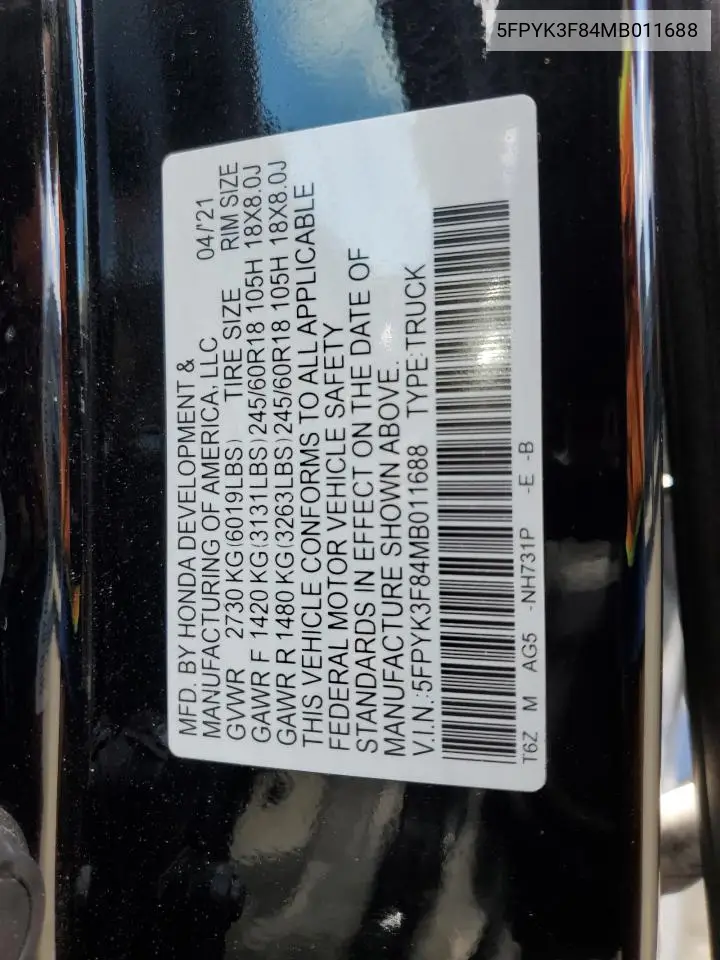 5FPYK3F84MB011688
MFD. BY HONDA DEVELOPMENT &
MANUFACTURING OF AMERICA, LLC 04/'21
GVWR 2730 KG (6019LBS) TIRE SIZE RIM SIZE
GAWR F 1420 KG (3131LBS) 245/60R18 105H 18X8.0J
GAWR R 1480 KG (3263LBS) 245/60R18 105H 18X8.0J
THIS VEHICLE CONFORMS TO ALL APPLICABLE
FEDERAL MOTOR VEHICLE SAFETY
STANDARDS IN EFFECT ON THE DATE OF
MANUFACTURE SHOWN ABOVE.
V.I.N.:5FPYK3F84MB011688 TYPE:TRUCK
T6Z M AG5 -NH731P -E -B